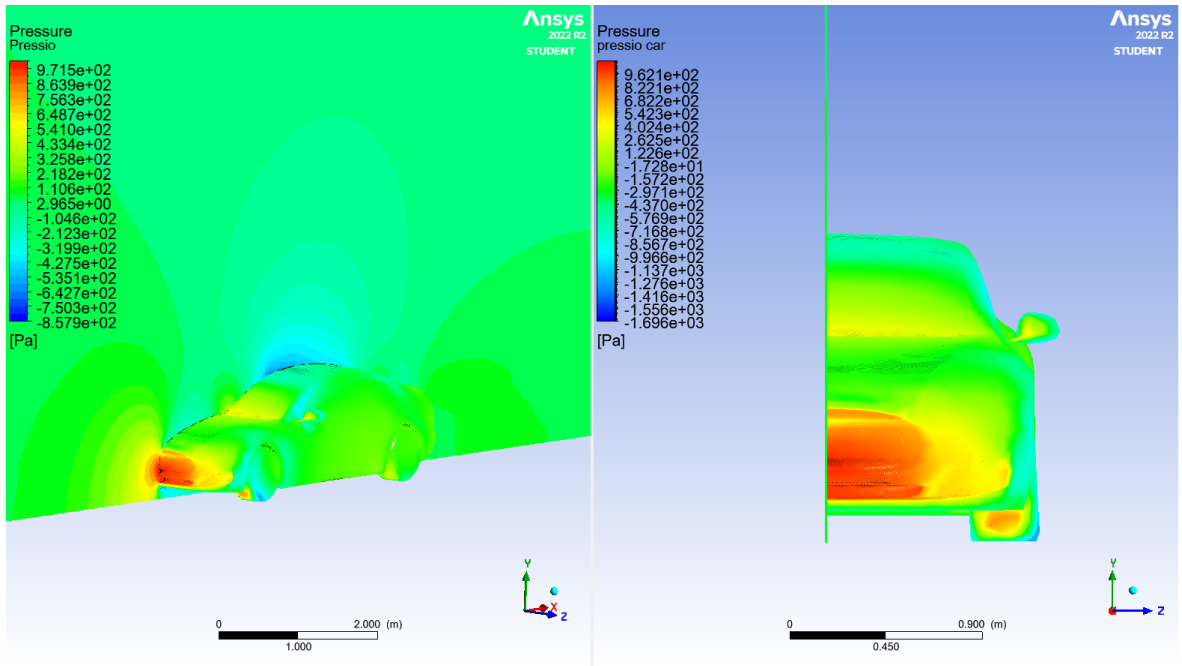 Pressure
Pressio
9.715e+02
8.639e+02
7.563e+02
6.487e+02
5.410e+02
4.334e+02
3.258e+02
2.182e+02
1.106e+02
2.965e+00
-1.046e+02
-2.123e+02
-3.199e+02
-4.275e+02
-5.351e+02
-6.427e+02
-7.503e+02
-8.579e+02
[Pa]
Ansys
2022 R2
STUDENT
Y
X
Z
0
2.000 (m)
1.000
Pressure
pressio car
9.621e+02
8.221e+02
6.822e+02
5.423e+02
4.024e+02
2.625e+02
1.226e+02
-1.728e+01
-1.572e+02
-2.971e+02
-4.370e+02
-5.769e+02
-7.168e+02
-8.567e+02
-9.966e+02
-1.137e+03
-1.276e+03
-1.416e+03
-1.556e+03
-1.696e+03
[Pa]
Ansys
2022 R2
STUDENT
Y
Z
0
0.900 (m)
0.450